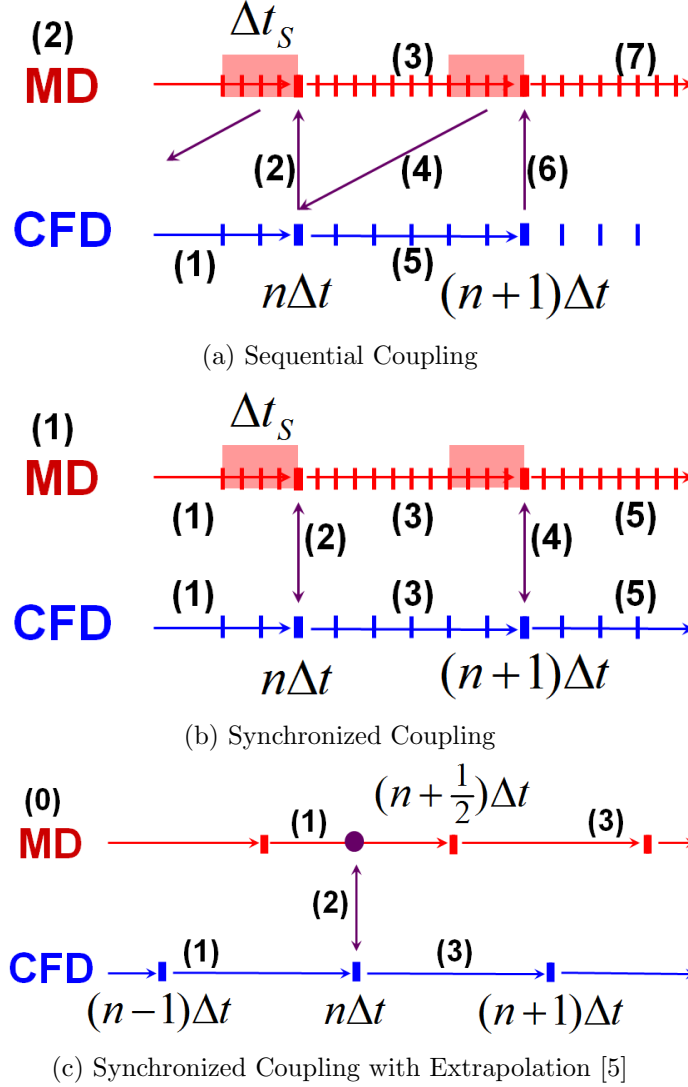 (2) Δt_S
MD (3) (7)
(2) (4) (6)
CFD
(1) (5)
nΔt (n + 1)Δt
(a) Sequential Coupling
(1) Δt_S
MD
(1) (2) (3) (4) (5)
(1) (3) (5)
CFD
nΔt (n + 1)Δt
(b) Synchronized Coupling
(0) (n + 1/2)Δt
MD (1) (3)
(2)
CFD (1) (3)
(n − 1)Δt nΔt (n + 1)Δt
(c) Synchronized Coupling with Extrapolation [5]